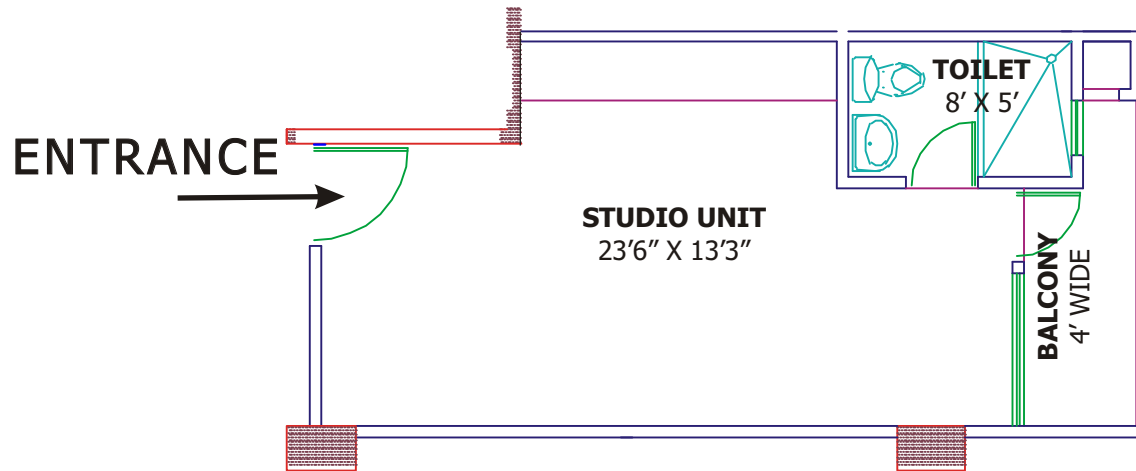 ENTRANCE
TOILET
8’ X 5’
STUDIO UNIT
23’6” X 13’3”
BALCONY
4’ WIDE